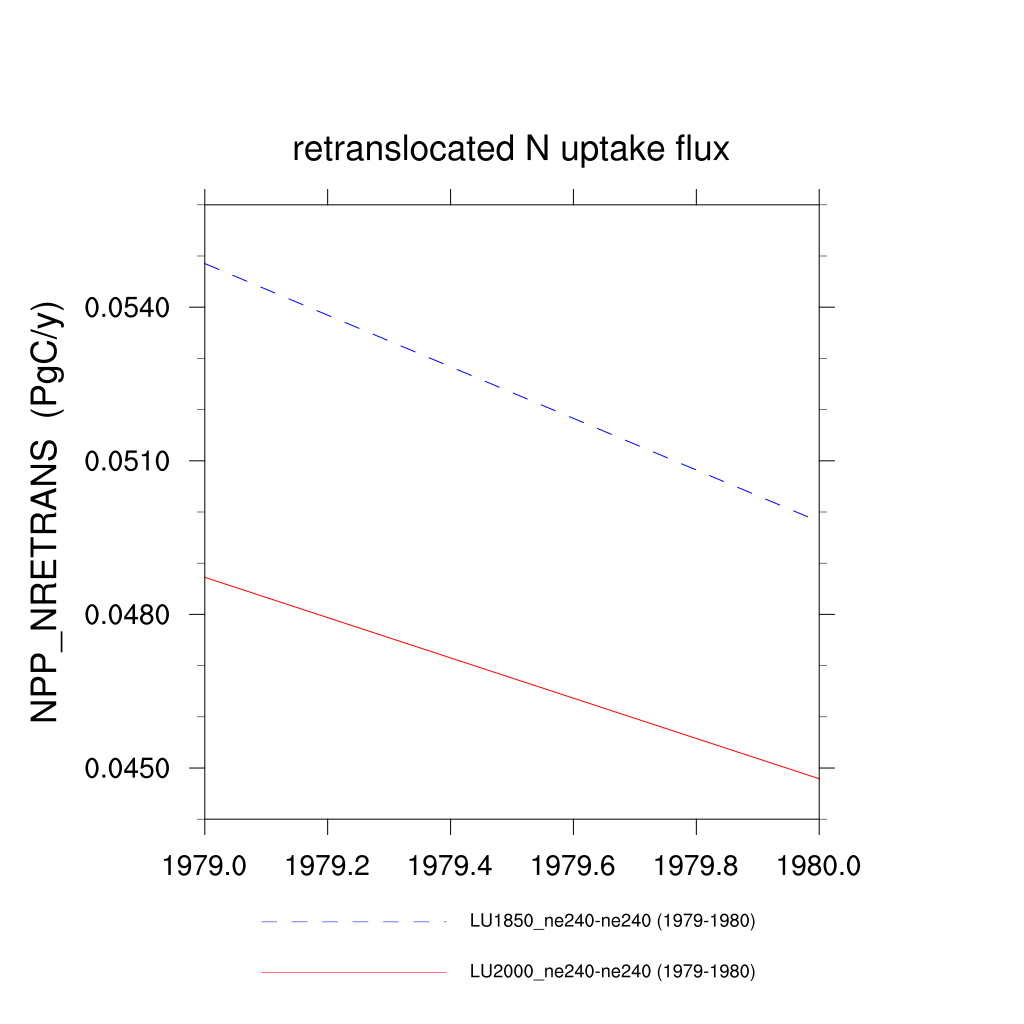 retranslocated N uptake flux
NPP_NRETRANS (PgC/y)
0.0540
0.0510
0.0480
0.0450
1979.0 1979.2 1979.4 1979.6 1979.8 1980.0
LU1850_ne240-ne240 (1979-1980)
LU2000_ne240-ne240 (1979-1980)